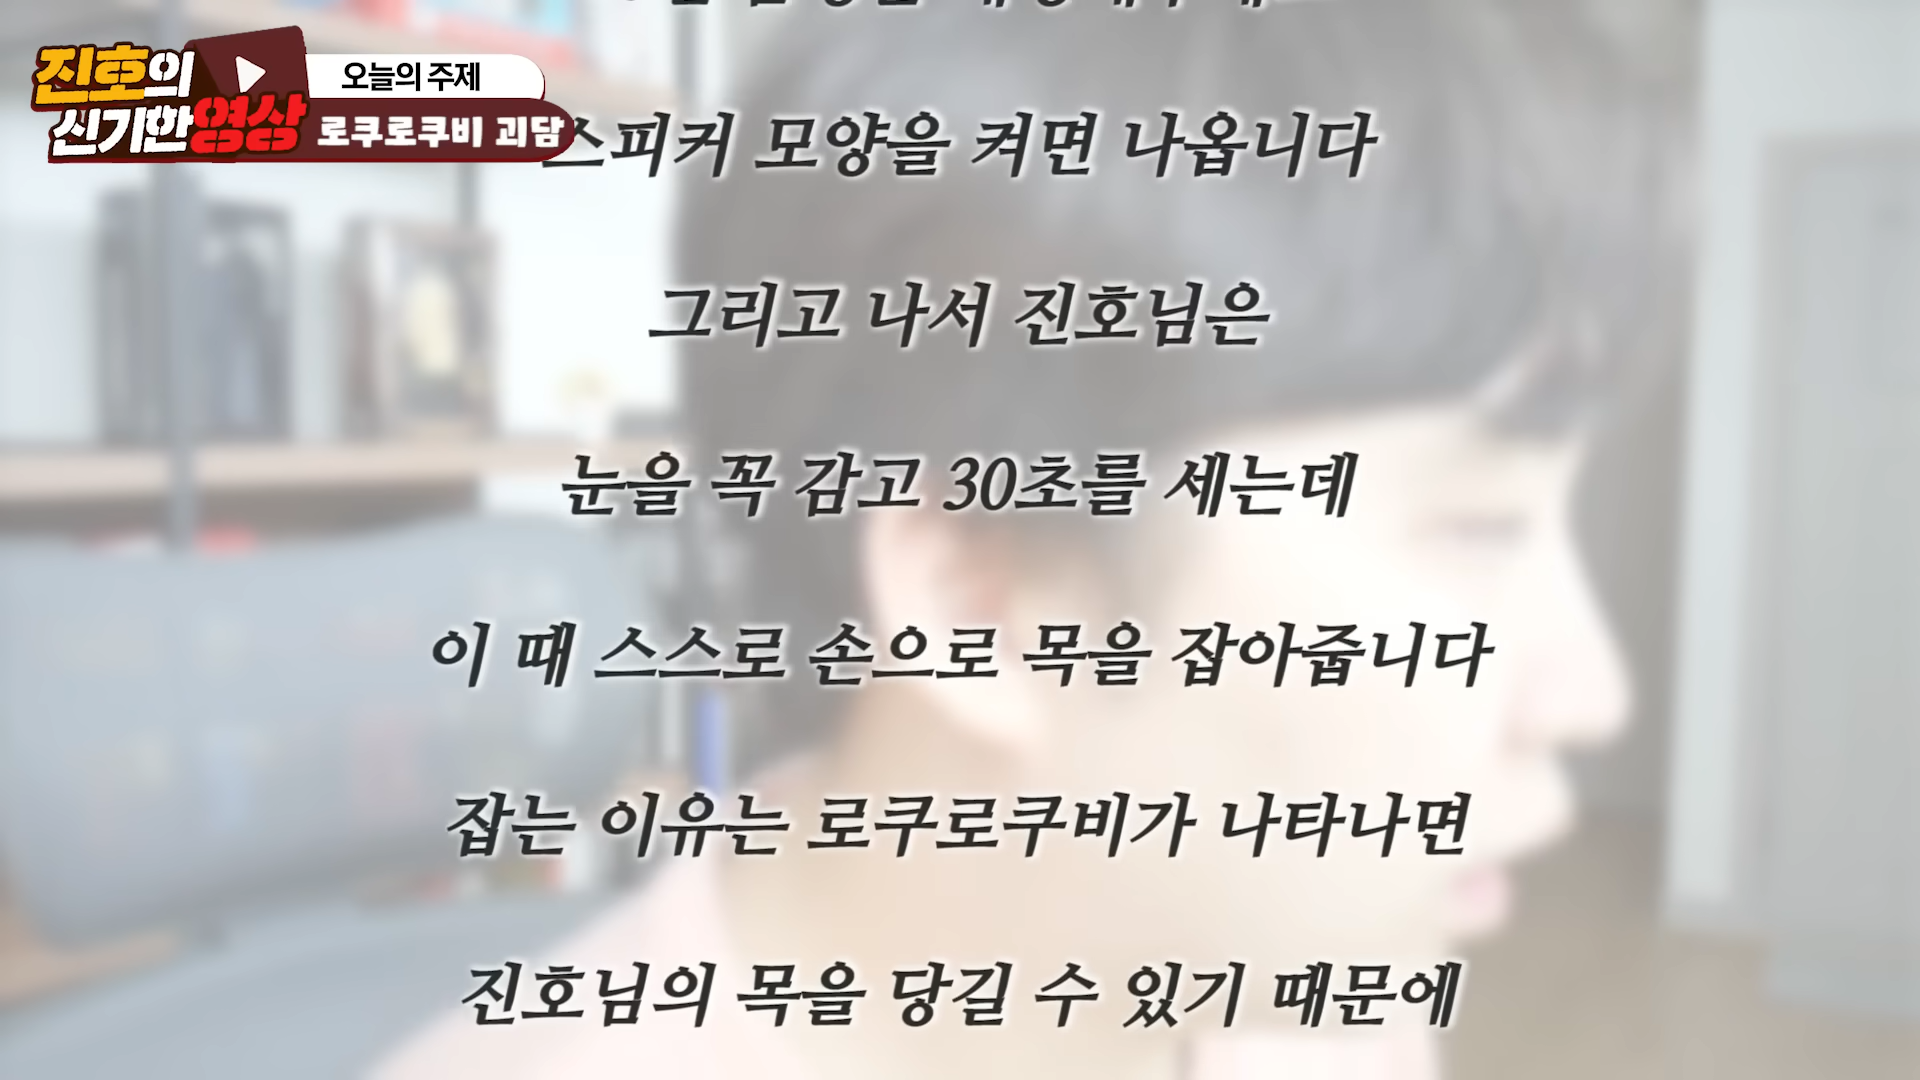 진호의
신기한영상
오늘의 주제
로쿠로쿠비 괴담
스피커 모양을 켜면 나옵니다
그리고 나서 진호님은
눈을 꼭 감고 30초를 세는데
이 때 스스로 손으로 목을 잡아줍니다
잡는 이유는 로쿠로쿠비가 나타나면
진호님의 목을 당길 수 있기 때문에